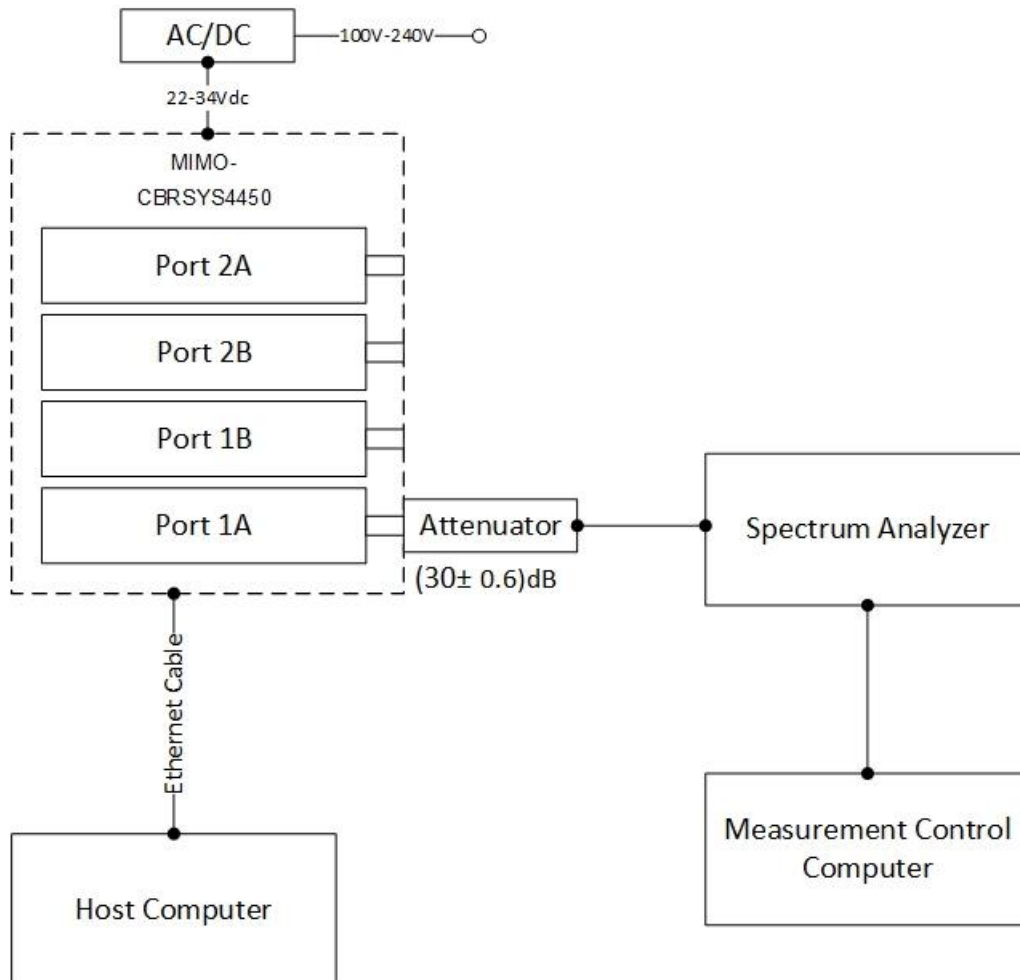 AC/DC
100V-240V
22-34Vdc
MIMO-
CBRSYS4450
Port 2A
Port 2B
Port 1B
Port 1A
Attenuator
(30± 0.6)dB
Spectrum Analyzer
Ethernet Cable
Measurement Control
Computer
Host Computer